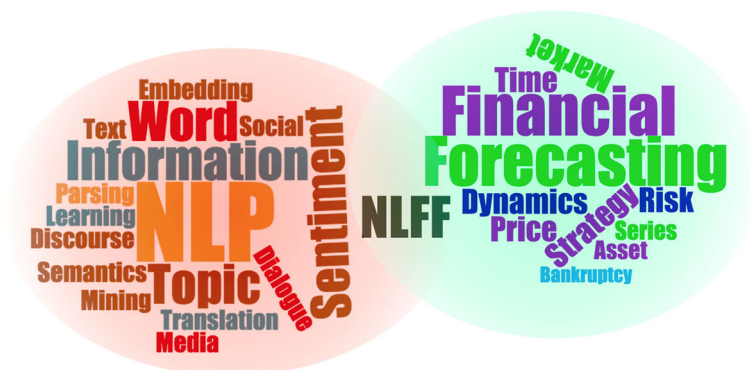 Embedding
Text Word Social
Information
Parsing
Learning
Discourse
NLP
Semantics
Mining
Topic
Dialogue
Translation
Media
Sentiment
NLFF
Market
Time
Financial
Forecasting
Dynamics
Risk
Price
Strategy
Series
Asset
Bankruptcy